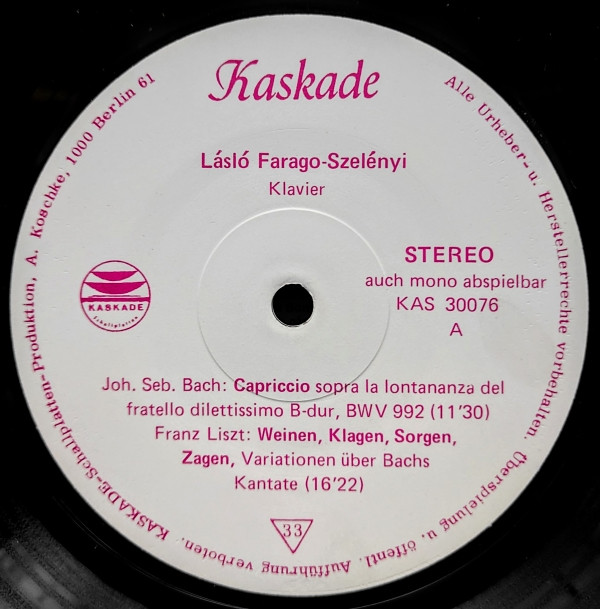 Kaskade
Lásló Farago-Szelényi
Klavier
STEREO
auch mono abspielbar
KAS 30076
A
KASKADE
Schallplatten
Joh. Seb. Bach: Capriccio sopra la lontananza del
fratello dilettissimo B-dur, BWV 992 (11'30)
Franz Liszt: Weinen, Klagen, Sorgen,
Zagen, Variationen über Bachs
Kantate (16'22)
33
Alle Urheber- u. Herstellerrechte vorbehalten. Überspielung u. öffentl. Aufführung verboten. KASKADE-Schallplatten-Produktion, A. Koschke, 1000 Berlin 61